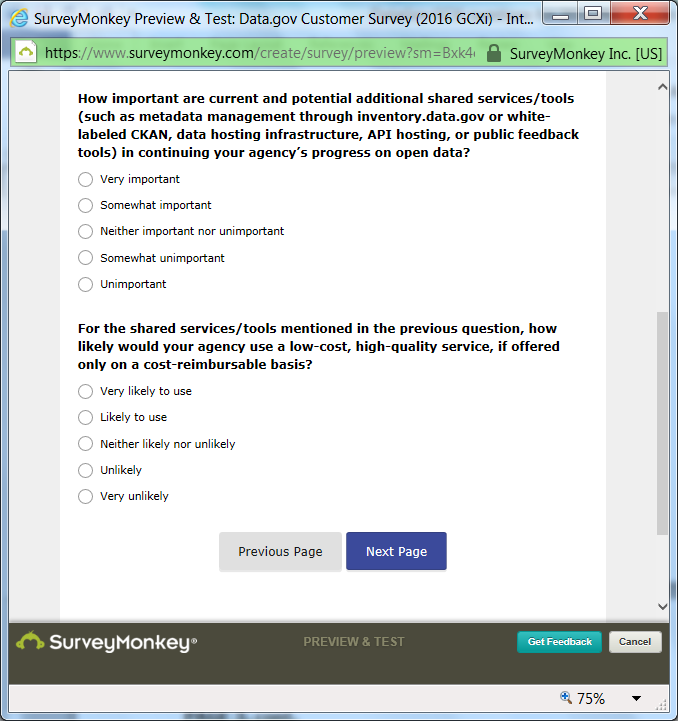 SurveyMonkey Preview & Test: Data.gov Customer Survey (2016 GCXi) - Int...
https://www.surveymonkey.com/create/survey/preview?sm=Bxk4 SurveyMonkey Inc. [US]
How important are current and potential additional shared services/tools
(such as metadata management through inventory.data.gov or white-
labeled CKAN, data hosting infrastructure, API hosting, or public feedback
tools) in continuing your agency's progress on open data?
Very important
Somewhat important
Neither important nor unimportant
Somewhat unimportant
Unimportant
For the shared services/tools mentioned in the previous question, how
likely would your agency use a low-cost, high-quality service, if offered
only on a cost-reimbursable basis?
Very likely to use
Likely to use
Neither likely nor unlikely
Unlikely
Very unlikely
Previous Page Next Page
SurveyMonkey® PREVIEW & TEST Get Feedback Cancel
75%